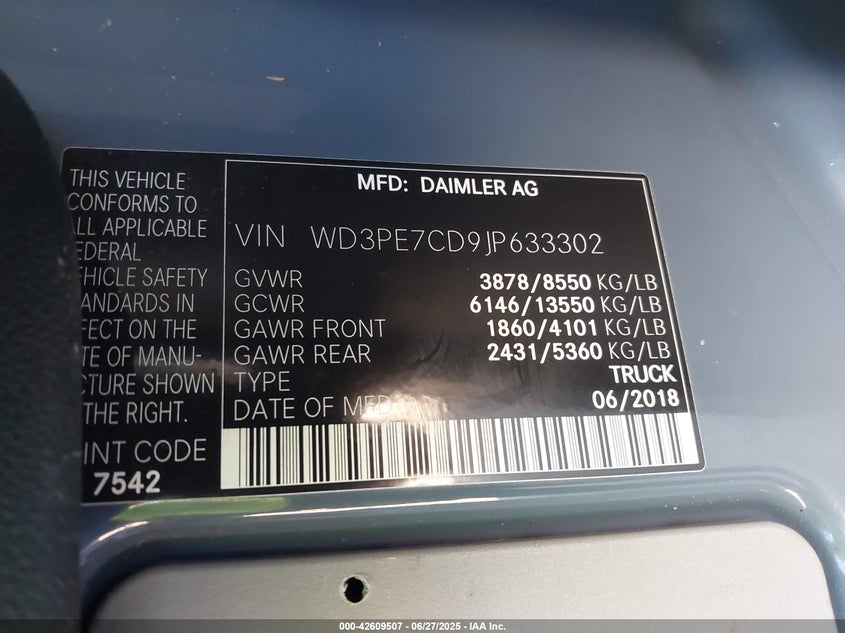 THIS VEHICLE
CONFORMS TO
ALL APPLICABLE
EDERAL
EHICLE SAFETY
ANDARDS IN
FECT ON THE
TE OF MANU-
CTURE SHOWN
THE RIGHT.
INT CODE
7542
MFD: DAIMLER AG
VIN WD3PE7CD9JP633302
GVWR 3878/8550 KG/LB
GCWR 6146/13550 KG/LB
GAWR FRONT 1860/4101 KG/LB
GAWR REAR 2431/5360 KG/LB
TYPE TRUCK
DATE OF MFD: 06/2018
000-42609507 | 06/27/2025 - IAA Inc.